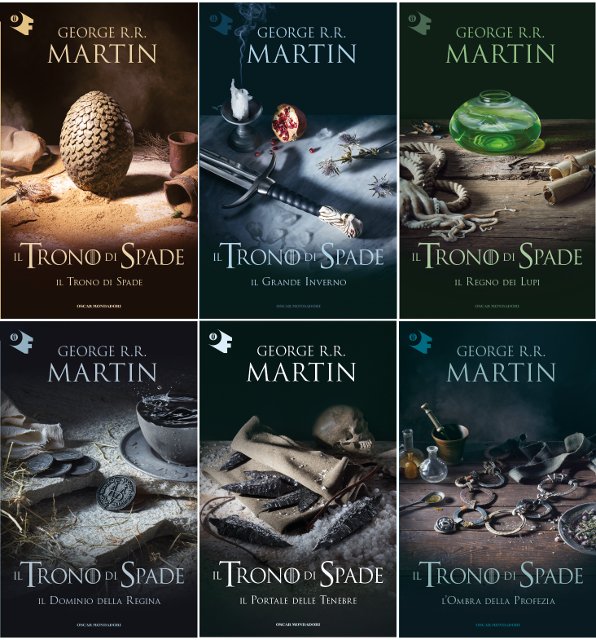 GEORGE R.R.
MARTIN
IL TRONO DI SPADE
IL TRONO DI SPADE
OSCAR MONDADORI
GEORGE R.R.
MARTIN
IL TRONO DI SPADE
IL GRANDE INVERNO
OSCAR MONDADORI
GEORGE R.R.
MARTIN
IL TRONO DI SPADE
IL REGNO DEI LUPI
OSCAR MONDADORI
GEORGE R.R.
MARTIN
IL TRONO DI SPADE
IL DOMINIO DELLA REGINA
OSCAR MONDADORI
GEORGE R.R.
MARTIN
IL TRONO DI SPADE
IL PORTALE DELLE TENEBRE
OSCAR MONDADORI
GEORGE R.R.
MARTIN
IL TRONO DI SPADE
L'OMBRA DELLA PROFEZIA
OSCAR MONDADORI